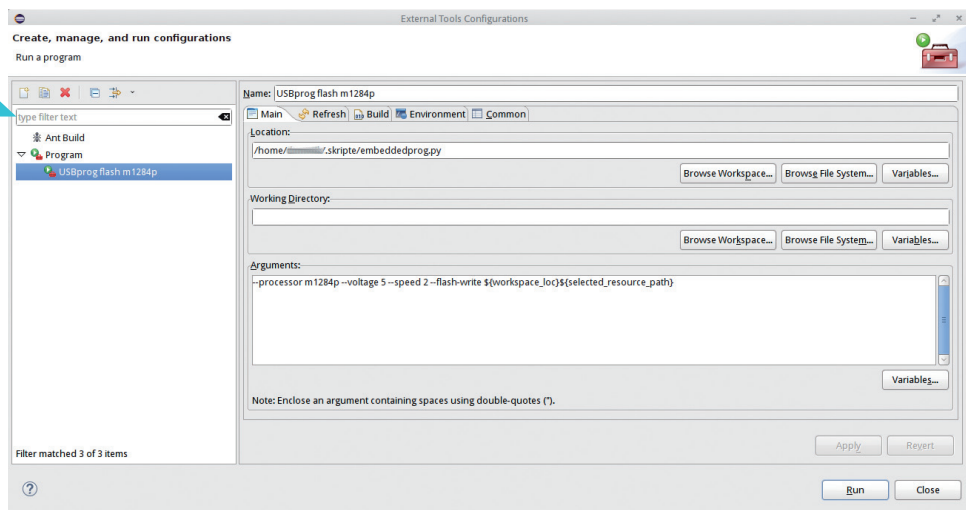 External Tools Configurations
Create, manage, and run configurations
Run a program
type filter text
Ant Build
Program
USBprog flash m1284p
Filter matched 3 of 3 items
Name: USBprog flash m1284p
Main Refresh Build Environment Common
Location:
/home/ /.skripte/embeddedprog.py
Browse Workspace... Browse File System... Variables...
Working Directory:
Browse Workspace... Browse File System... Variables...
Arguments:
--processor m1284p --voltage 5 --speed 2 --flash-write ${workspace_loc}${selected_resource_path}
Variables...
Note: Enclose an argument containing spaces using double-quotes (").
Apply Revert
? Run Close